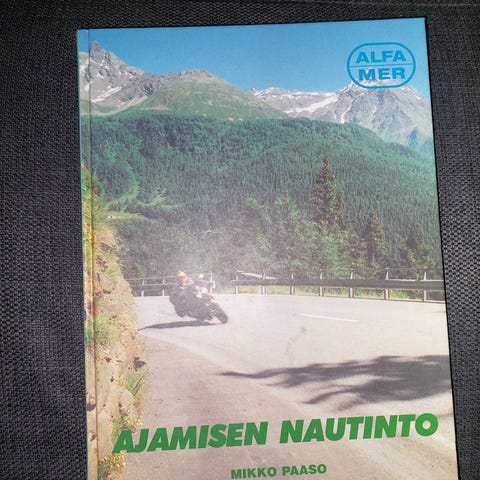 ALFA
MER
AJAMISEN NAUTINTO
MIKKO PAASO